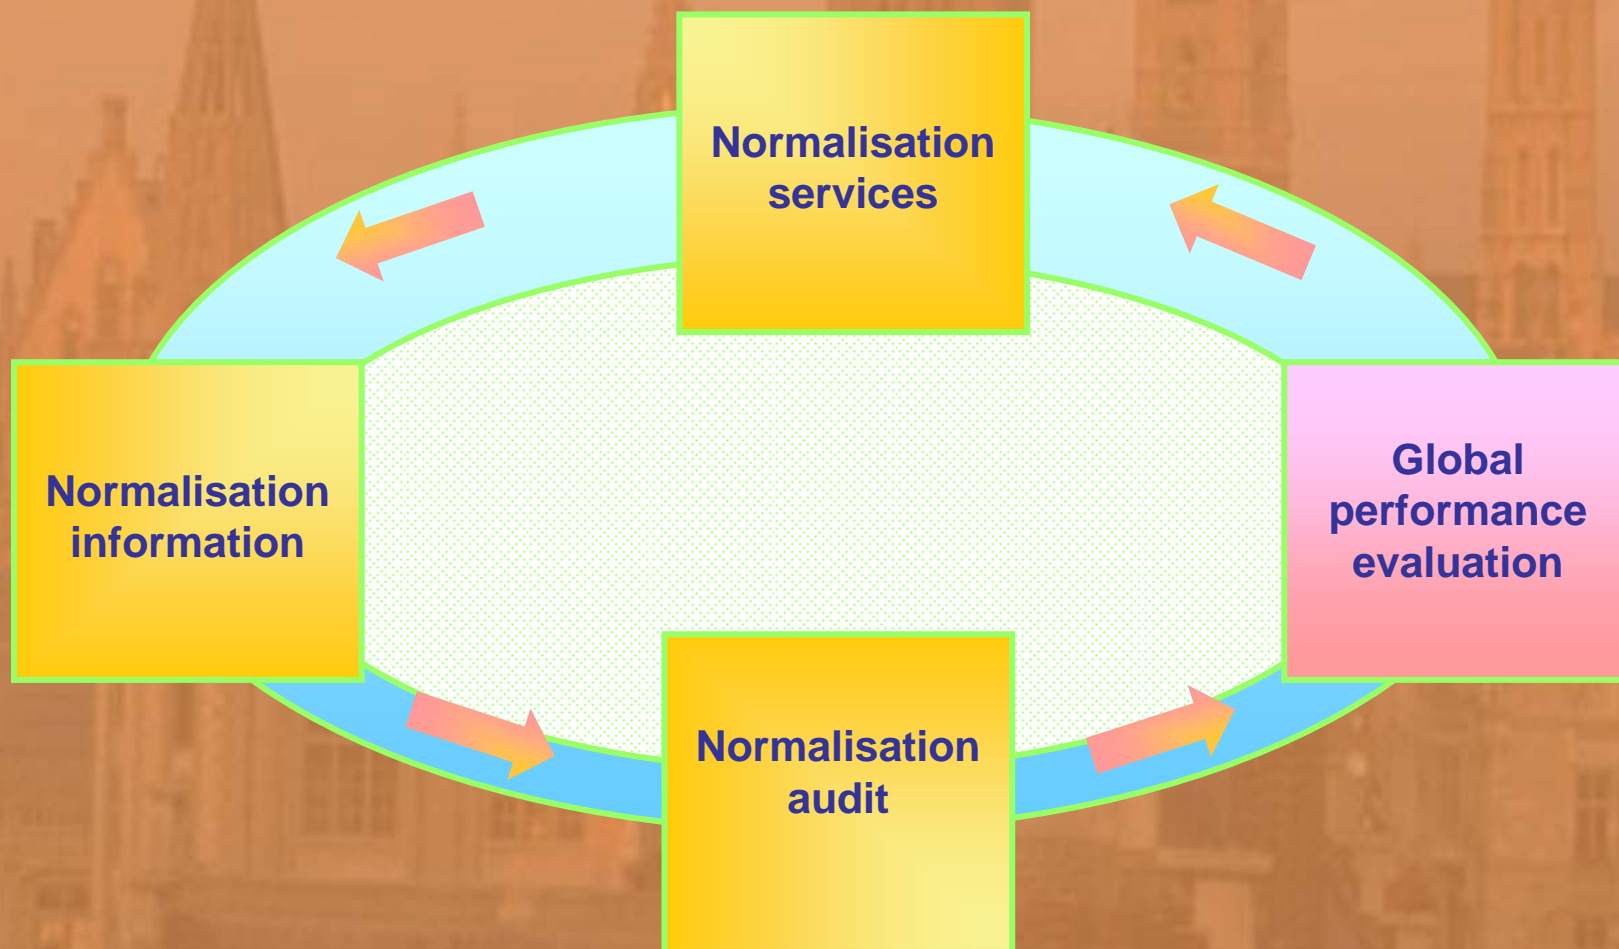 Normalisation
services
Normalisation
information
Global
performance
evaluation
Normalisation
audit